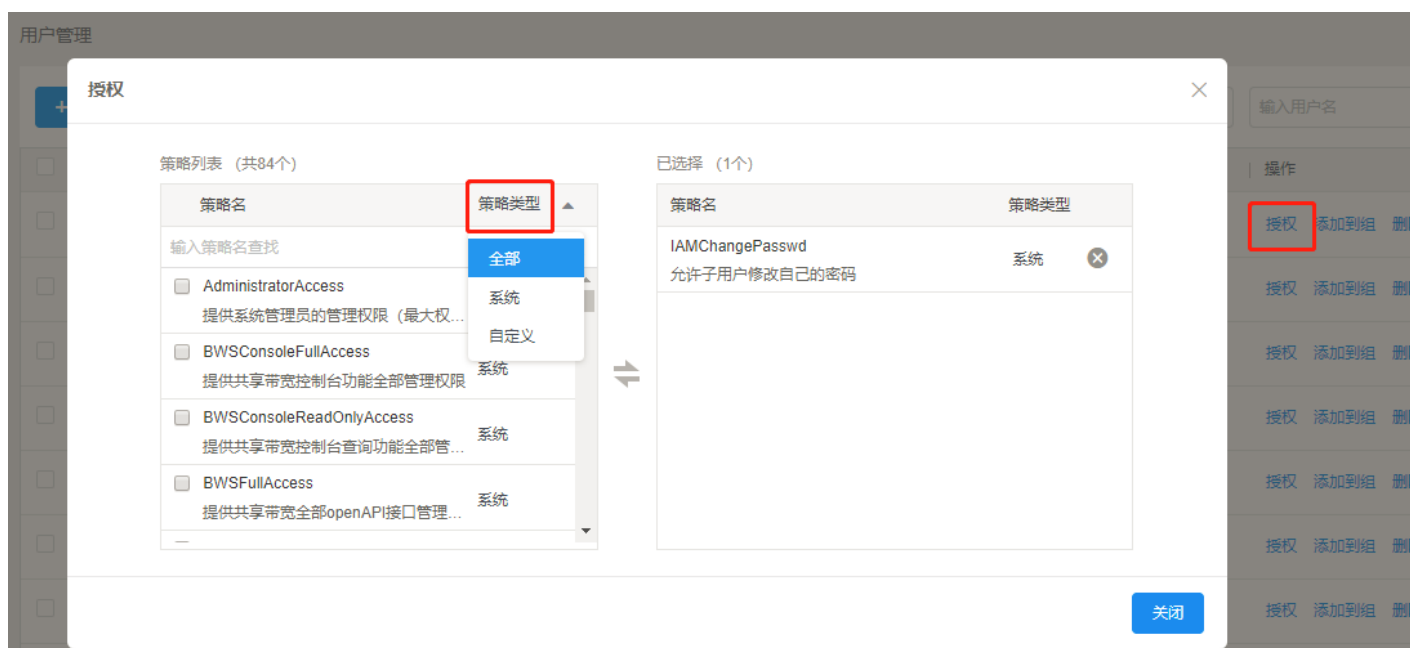 用户管理
授权
+
输入用户名
策略列表 (共84个)
已选择 (1个)
策略名 策略类型
策略名 策略类型
操作
输入策略名查找
全部
系统
自定义
AdministratorAccess
提供系统管理员的管理权限（最大权...
BWSConsoleFullAccess
提供共享带宽控制台功能全部管理权限
系统
BWSConsoleReadOnlyAccess
提供共享带宽控制台查询功能全部管...
系统
BWSFullAccess
提供共享带宽全部openAPI接口管理...
系统
IAMChangePasswd
允许子用户修改自己的密码
系统
授权 添加到组
授权 添加到组
授权 添加到组
授权 添加到组
授权 添加到组
授权 添加到组
授权 添加到组
关闭